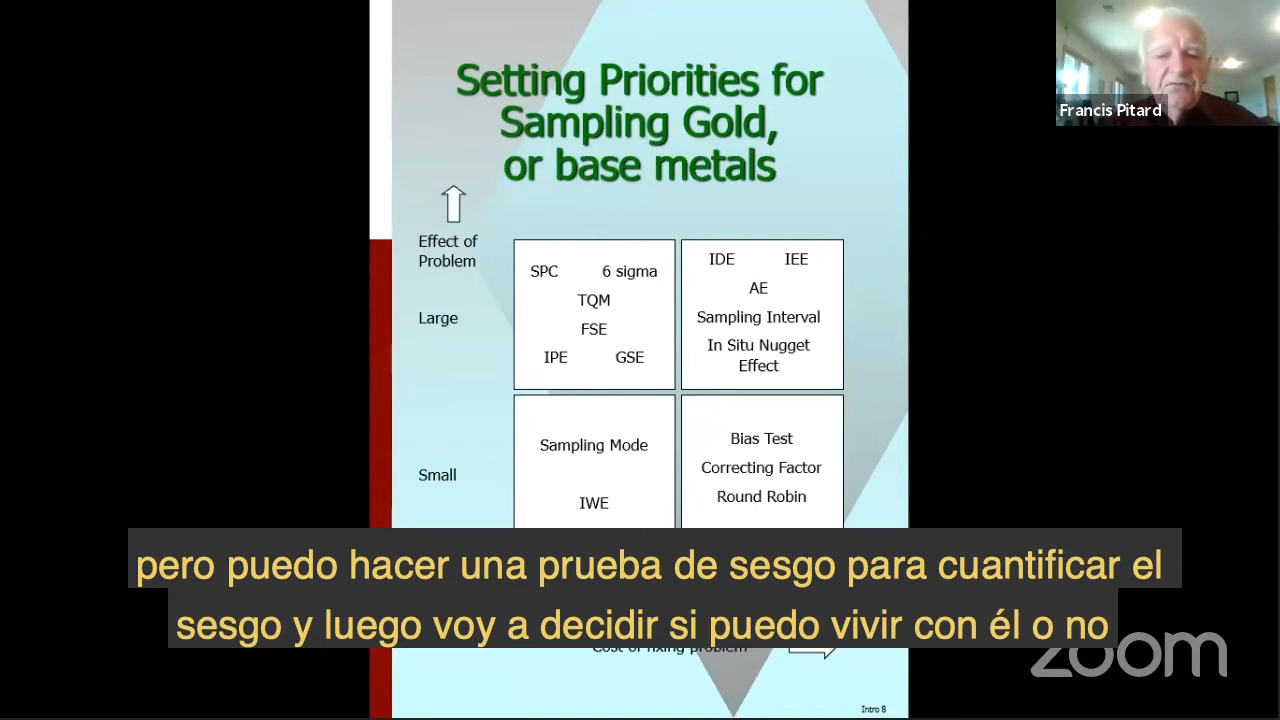 Francis Pitard
Setting Priorities for
Sampling Gold,
or base metals
Effect of
Problem
Large
Small
SPC 6 sigma
TQM
FSE
IPE GSE
IDE IEE
AE
Sampling Interval
In Situ Nugget
Effect
Sampling Mode
IWE
Bias Test
Correcting Factor
Round Robin
pero puedo hacer una prueba de sesgo para cuantificar el
sesgo y luego voy a decidir si puedo vivir con él o no
Cost of fixing problem
zoom
Intro 8